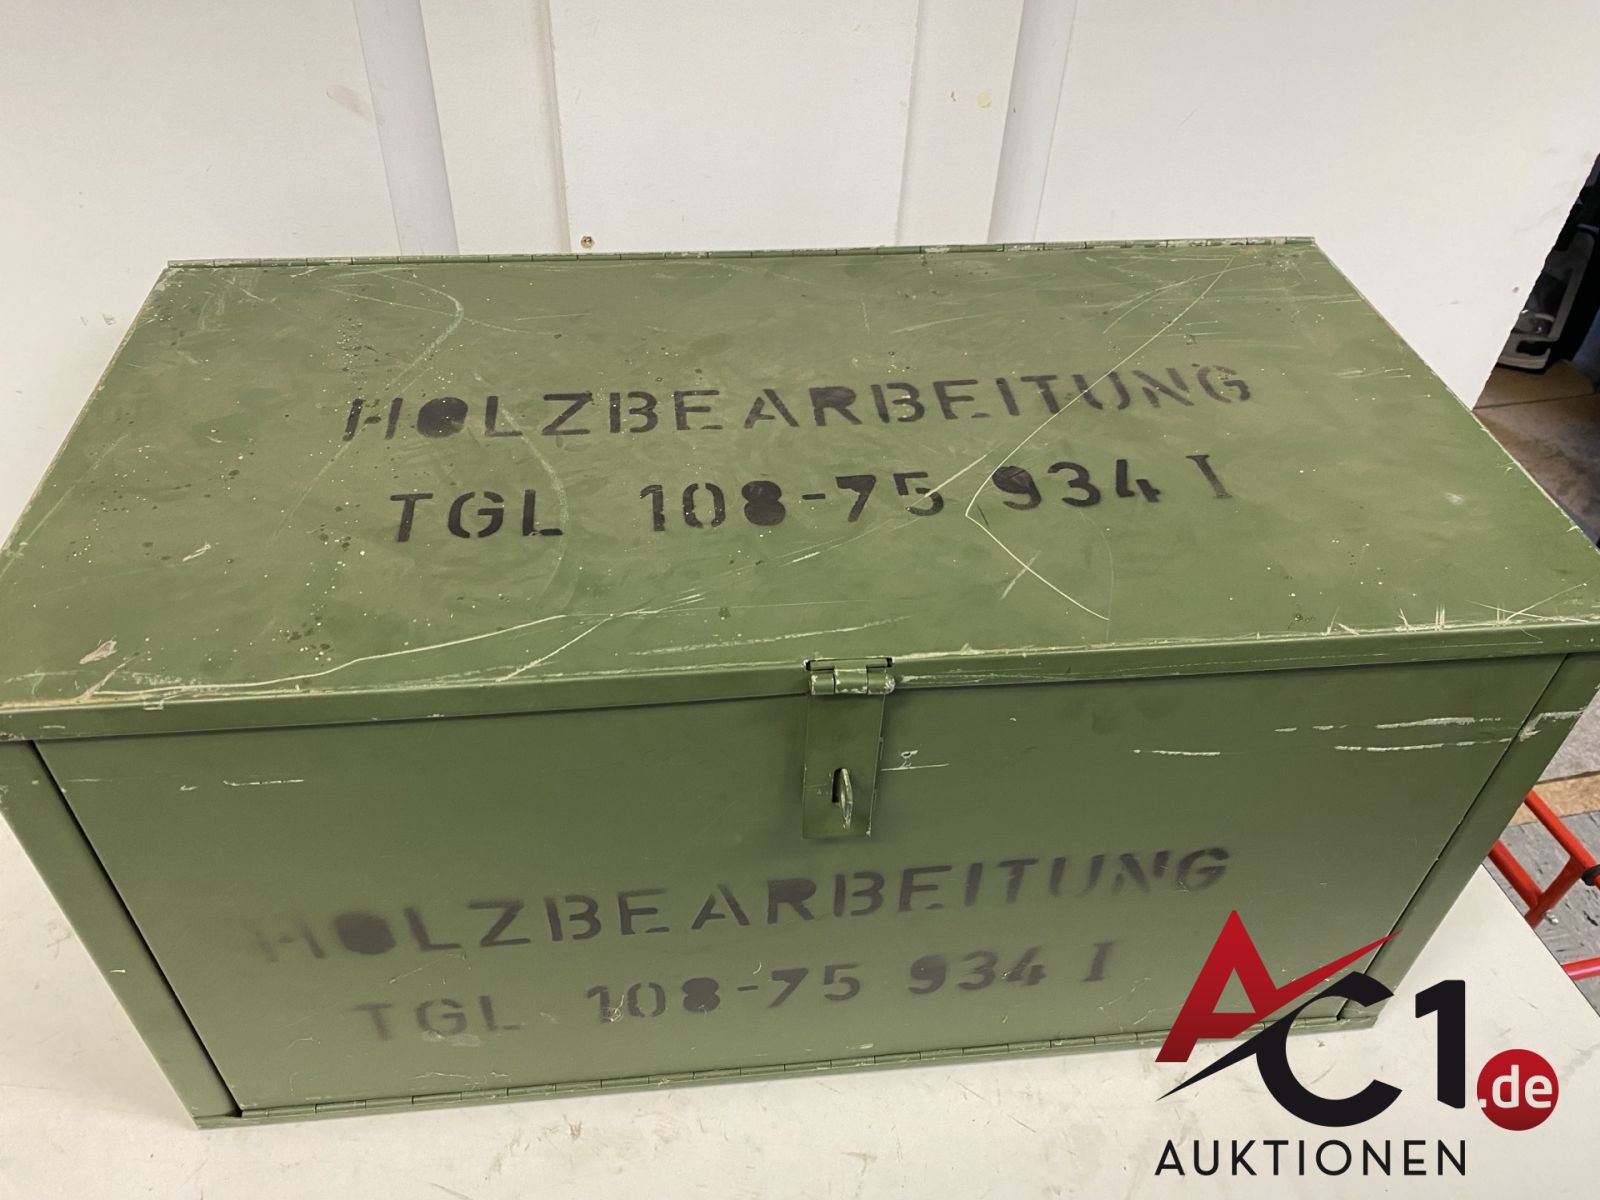 HOLZBEARBEITUNG
TGL 108-75 934 I
HOLZBEARBEITUNG
TGL 108-75 934 I
AC1.de
AUKTIONEN